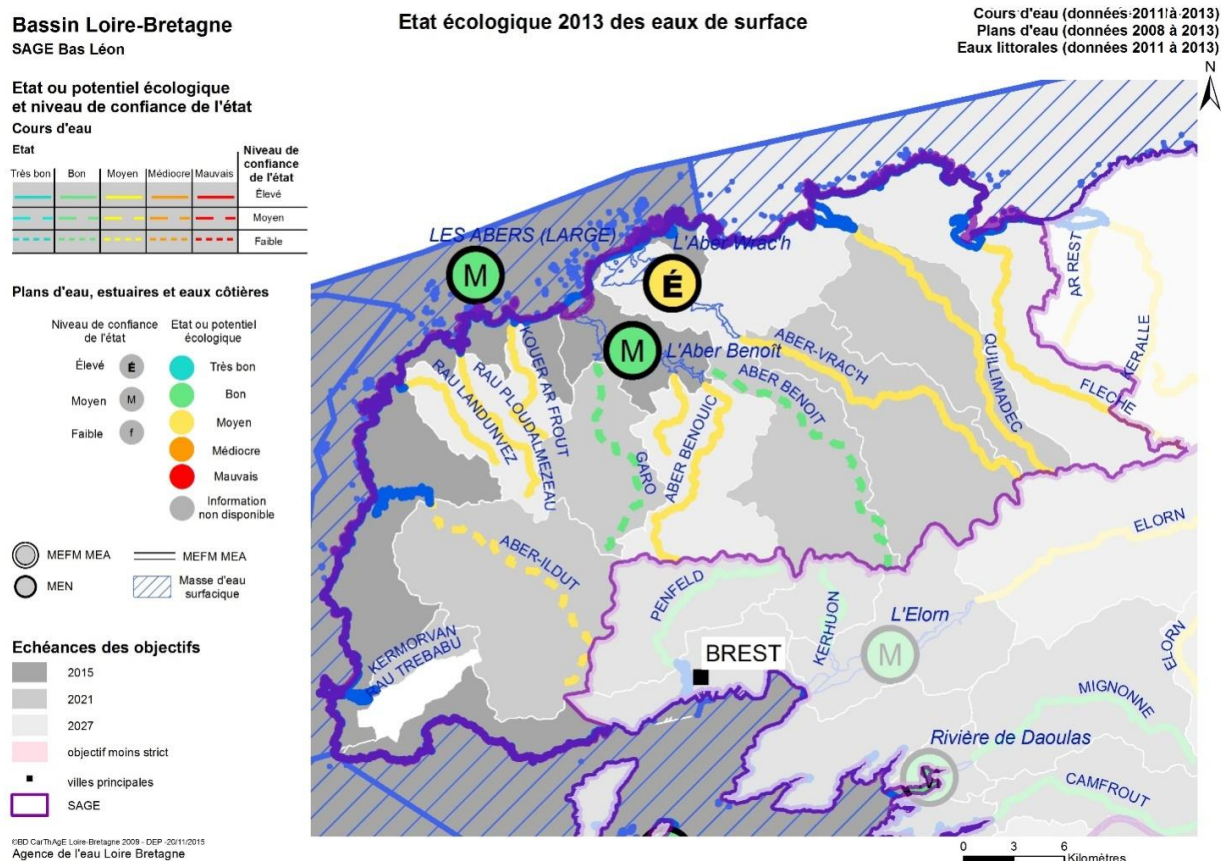 Bassin Loire-Bretagne
SAGE Bas Léon
Etat écologique 2013 des eaux de surface
Cours d'eau (données 2011 à 2013)
Plans d'eau (données 2008 à 2013)
Eaux littorales (données 2011 à 2013)
N
Etat ou potentiel écologique
et niveau de confiance de l'état
Cours d'eau
Etat
Très bon
Bon
Moyen
Médiocre
Mauvais
Niveau de
confiance
de l'état
Élevé
Moyen
Faible
Plans d'eau, estuaires et eaux côtières
Niveau de confiance
de l'état
Etat ou potentiel
écologique
Élevé
É
Très bon
Moyen
M
Bon
Faible
f
Moyen
Médiocre
Mauvais
Information
non disponible
MEFM MEA
MEFM MEA
MEN
Masse d'eau
surfacique
Echéances des objectifs
2015
2021
2027
objectif moins strict
villes principales
SAGE
©BD CarThAgE Loire-Bretagne 2009 - DEP -20/11/2015
Agence de l'eau Loire Bretagne
LES ABERS (LARGE)
M
L'Aber Wrac'h
É
M
L'Aber Benoît
AR REST
KERALLE
KOUER AR FROUT
RAU PLOUDALMEZEAU
RAU LANDUNVEZ
GARO
ABER BENOUIC
ABER BENOIT
ABER-VRAC'H
QUILLIMADEC
FLECHE
ABER-ILDUT
KERMORVAN
RAU TREBABU
PENFELD
KERHUON
BREST
L'Elorn
M
ELORN
ELORN
MIGNONNE
Rivière de Daoulas
CAMFROUT
0 3 6
Kilomètres